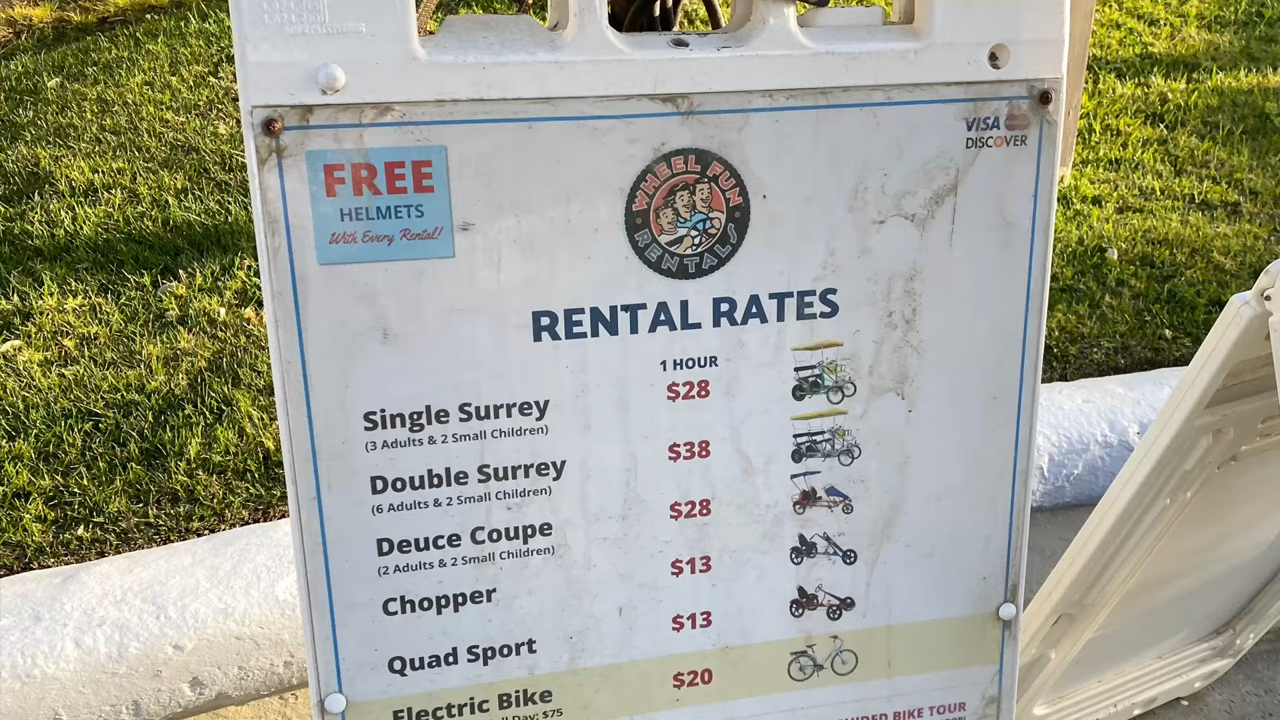 FREE
HELMETS
With Every Rental!
WHEEL FUN
RENTALS
VISA
DISCOVER
RENTAL RATES
1 HOUR
Single Surrey $28
(3 Adults & 2 Small Children)
Double Surrey $38
(6 Adults & 2 Small Children)
Deuce Coupe $28
(2 Adults & 2 Small Children)
Chopper $13
Quad Sport $13
Electric Bike $20
Day: $75
BIKE TOUR